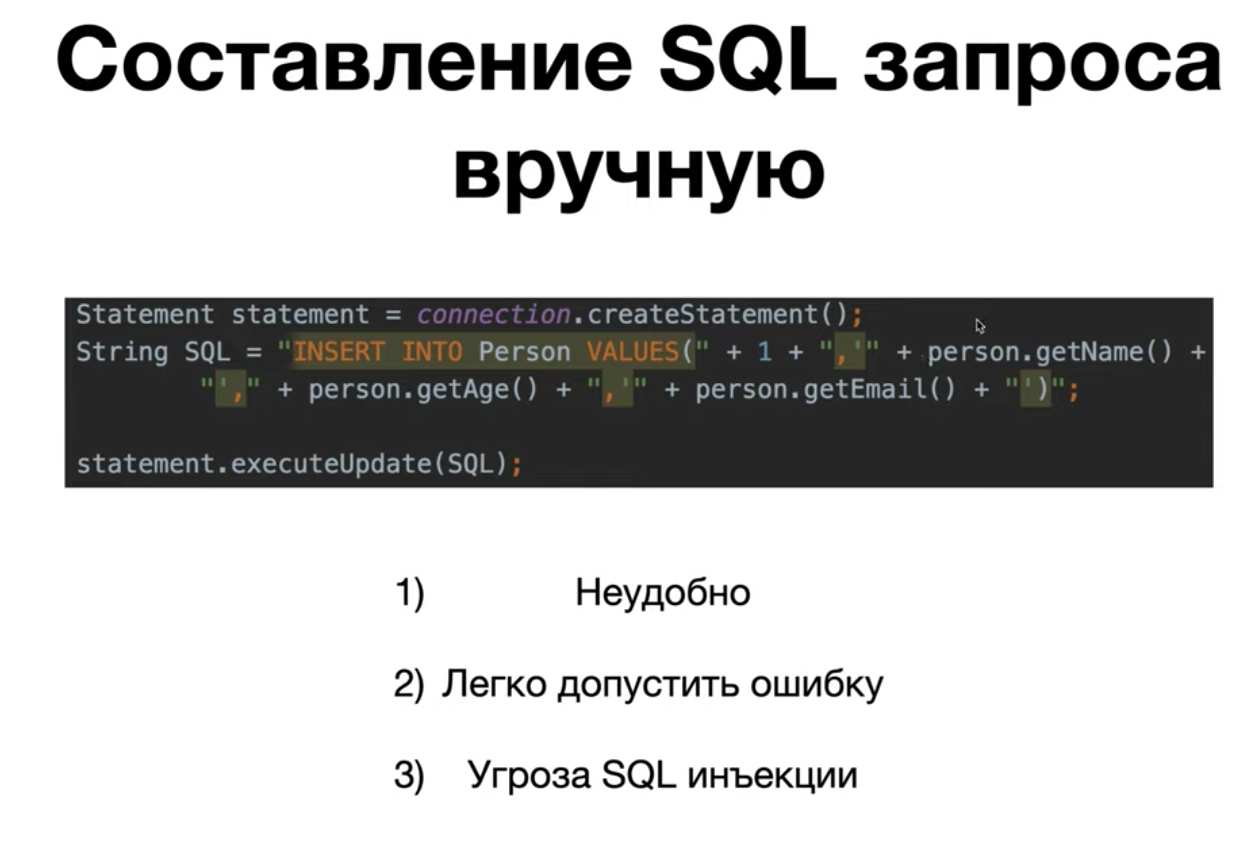 Составление SQL запроса
вручную
Statement statement = connection.createStatement();
String SQL = "INSERT INTO Person VALUES(" + 1 + ",'" + person.getName() +
"'," + person.getAge() + ",'" + person.getEmail() + "')";
statement.executeUpdate(SQL);
1) Неудобно
2) Легко допустить ошибку
3) Угроза SQL инъекции